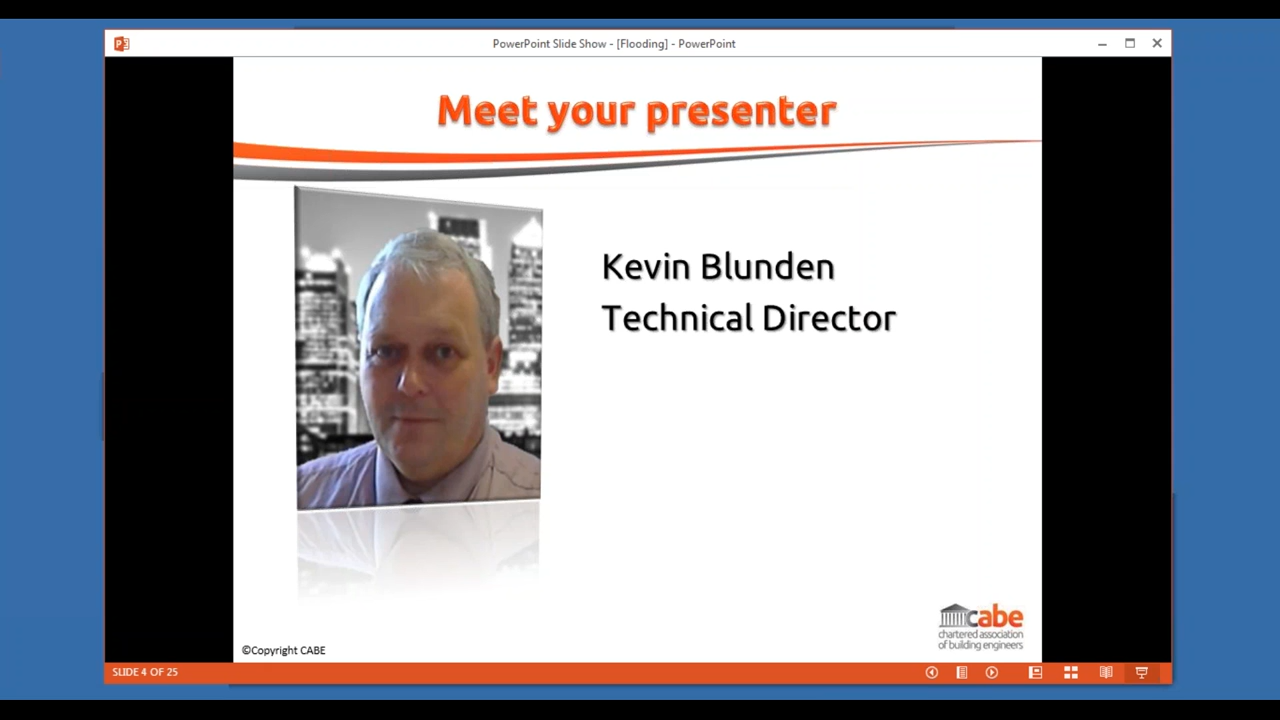 PowerPoint Slide Show - [Flooding] - PowerPoint
Meet your presenter
Kevin Blunden
Technical Director
cabe
chartered association
of building engineers
©Copyright CABE
SLIDE 4 OF 25